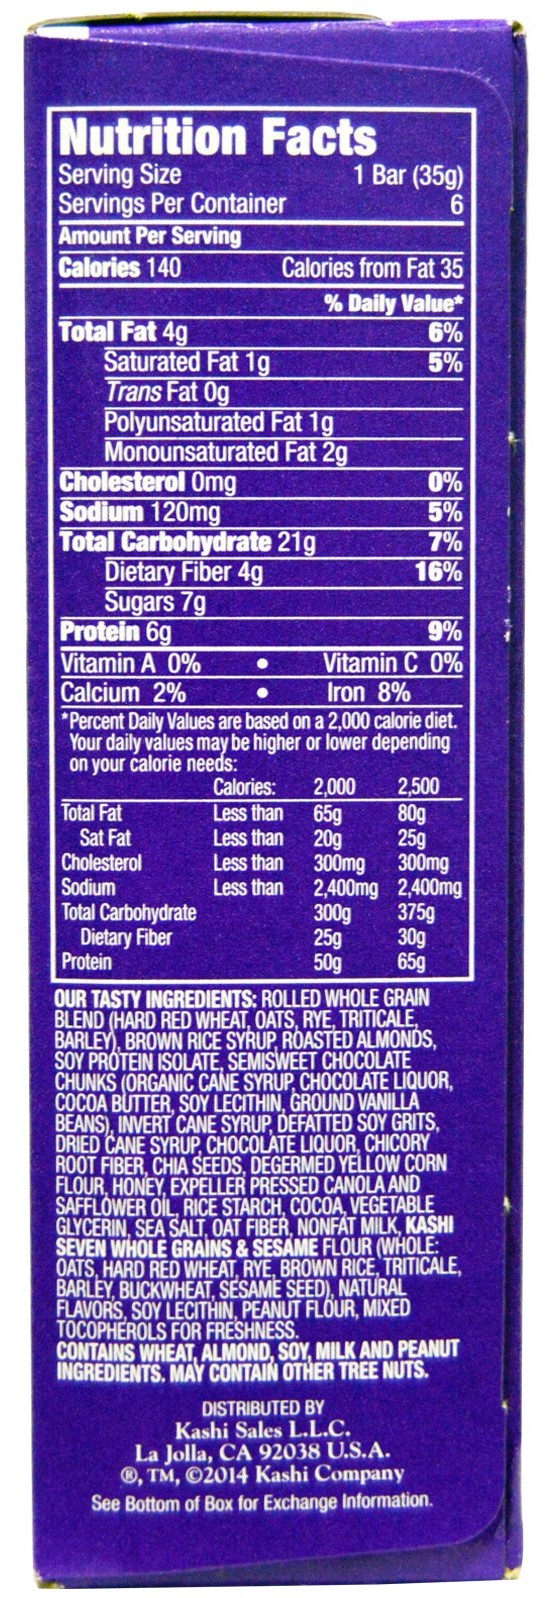 Nutrition Facts
Serving Size 1 Bar (35g)
Servings Per Container 6
Amount Per Serving
Calories 140 Calories from Fat 35
% Daily Value*
Total Fat 4g 6%
Saturated Fat 1g 5%
Trans Fat 0g
Polyunsaturated Fat 1g
Monounsaturated Fat 2g
Cholesterol 0mg 0%
Sodium 120mg 5%
Total Carbohydrate 21g 7%
Dietary Fiber 4g 16%
Sugars 7g
Protein 6g 9%
Vitamin A 0% • Vitamin C 0%
Calcium 2% • Iron 8%
*Percent Daily Values are based on a 2,000 calorie diet.
Your daily values may be higher or lower depending
on your calorie needs:
Calories: 2,000 2,500
Total Fat Less than 65g 80g
Sat Fat Less than 20g 25g
Cholesterol Less than 300mg 300mg
Sodium Less than 2,400mg 2,400mg
Total Carbohydrate 300g 375g
Dietary Fiber 25g 30g
Protein 50g 65g
OUR TASTY INGREDIENTS: ROLLED WHOLE GRAIN
BLEND (HARD RED WHEAT, OATS, RYE, TRITICALE,
BARLEY), BROWN RICE SYRUP, ROASTED ALMONDS,
SOY PROTEIN ISOLATE, SEMISWEET CHOCOLATE
CHUNKS (ORGANIC CANE SYRUP, CHOCOLATE LIQUOR,
COCOA BUTTER, SOY LECITHIN, GROUND VANILLA
BEANS), INVERT CANE SYRUP, DEFATTED SOY GRITS,
DRIED CANE SYRUP, CHOCOLATE LIQUOR, CHICORY
ROOT FIBER, CHIA SEEDS, DEGERMED YELLOW CORN
FLOUR, HONEY, EXPELLER PRESSED CANOLA AND
SAFFLOWER OIL, RICE STARCH, COCOA, VEGETABLE
GLYCERIN, SEA SALT, OAT FIBER, NONFAT MILK, KASHI
SEVEN WHOLE GRAINS & SESAME FLOUR (WHOLE:
OATS, HARD RED WHEAT, RYE, BROWN RICE, TRITICALE,
BARLEY, BUCKWHEAT, SESAME SEED), NATURAL
FLAVORS, SOY LECITHIN, PEANUT FLOUR, MIXED
TOCOPHEROLS FOR FRESHNESS.
CONTAINS WHEAT, ALMOND, SOY, MILK AND PEANUT
INGREDIENTS. MAY CONTAIN OTHER TREE NUTS.
DISTRIBUTED BY
Kashi Sales L.L.C.
La Jolla, CA 92038 U.S.A.
®, TM, ©2014 Kashi Company
See Bottom of Box for Exchange Information.